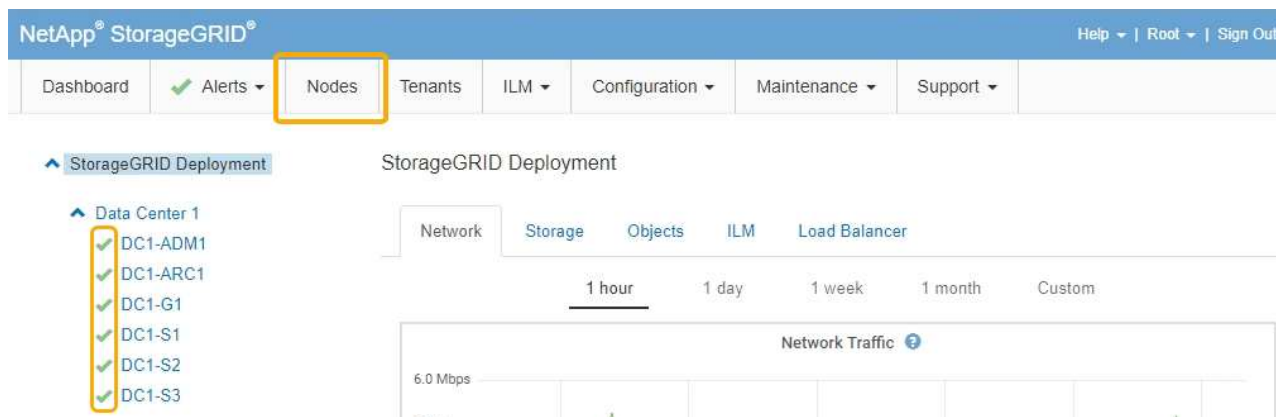 NetApp® StorageGRID®
Help | Root | Sign Out
Dashboard Alerts Nodes Tenants ILM Configuration Maintenance Support
StorageGRID Deployment
Data Center 1
DC1-ADM1
DC1-ARC1
DC1-G1
DC1-S1
DC1-S2
DC1-S3
StorageGRID Deployment
Network Storage Objects ILM Load Balancer
1 hour 1 day 1 week 1 month Custom
Network Traffic ?
6.0 Mbps